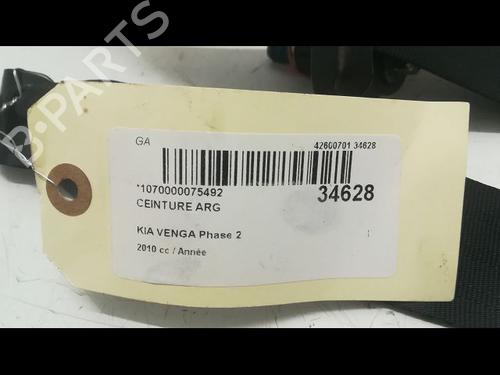 GA
42600701 34628
*1070000075492
34628
CEINTURE ARG
KIA VENGA Phase 2
2010 cc / Année
B-PARTS